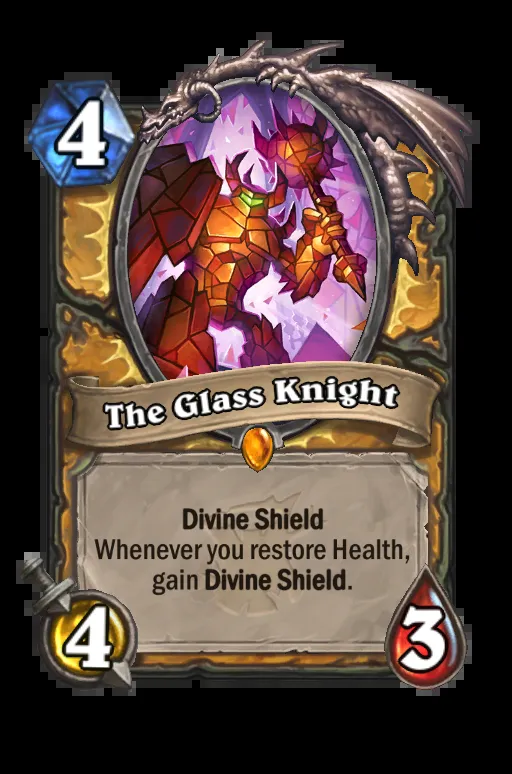 4
The Glass Knight
Divine Shield
Whenever you restore Health,
gain Divine Shield.
4
3